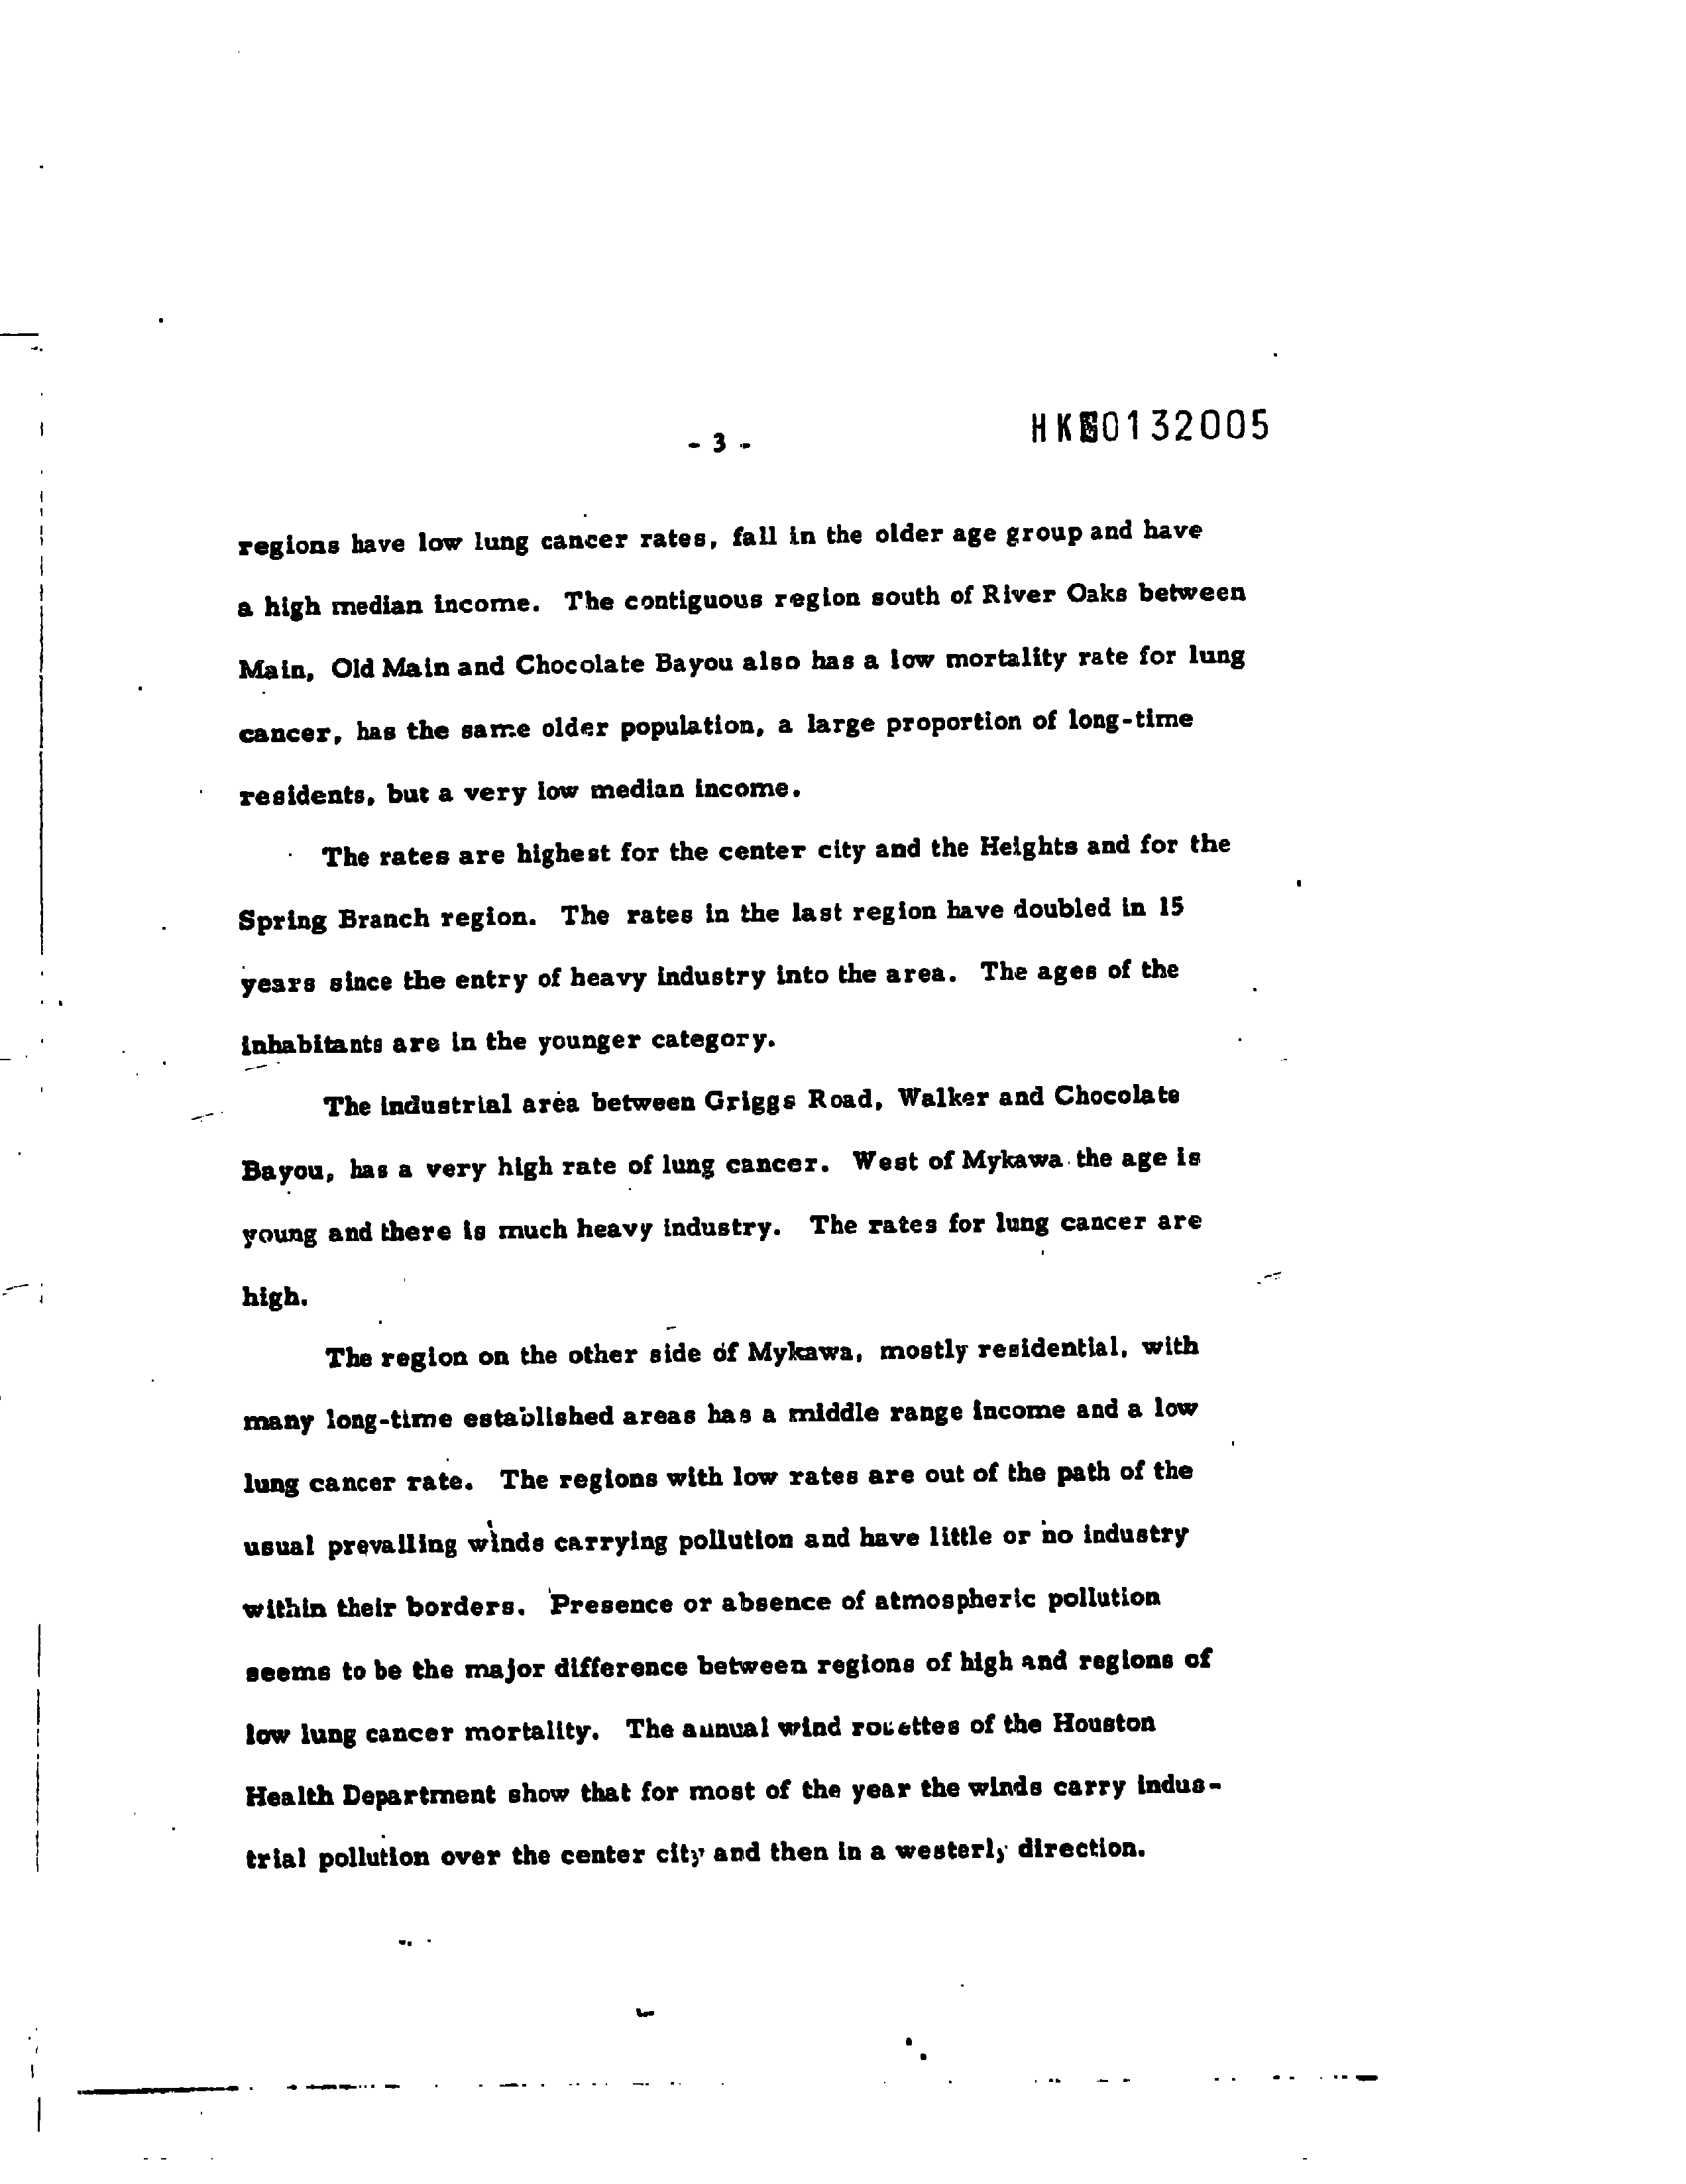 - 3 -
0132005
regions have low lung cancer rates, fall in the older age group and have
a high median income. The contiguous region south of River Oaks between
Main, Old Main and Chocolate Bayou also has a low mortality rate for lung
cancer, has the same older population, a large proportion of long-time
residents, but a very low median income.
The rates are highest for the center city and the Heights and for the
Spring Branch region. The rates in the last region have doubled in 15
years since the entry of heavy industry into the area. The ages of the
inhabitants are in the younger category.
The industrial area between Griggs Road, Walker and Chocolate
Bayou, has a very high rate of lung cancer. West of Mykawa the age is
young and there is much heavy industry. The rates for lung cancer are
high.
The region on the other side of Mykawa, mostly residential, with
many long-time established areas has a middle range income and a low
lung cancer rate. The regions with low rates are out of the path of the
usual prevailing winds carrying pollution and have little or no industry
within their borders. Presence or absence of atmospheric pollution
seems to be the major difference between regions of high and regions of
low lung cancer mortality. The annual wind rosettes of the Houston
Health Department show that for most of the year the winds carry indus-
trial pollution over the center city and then in a westerly direction.